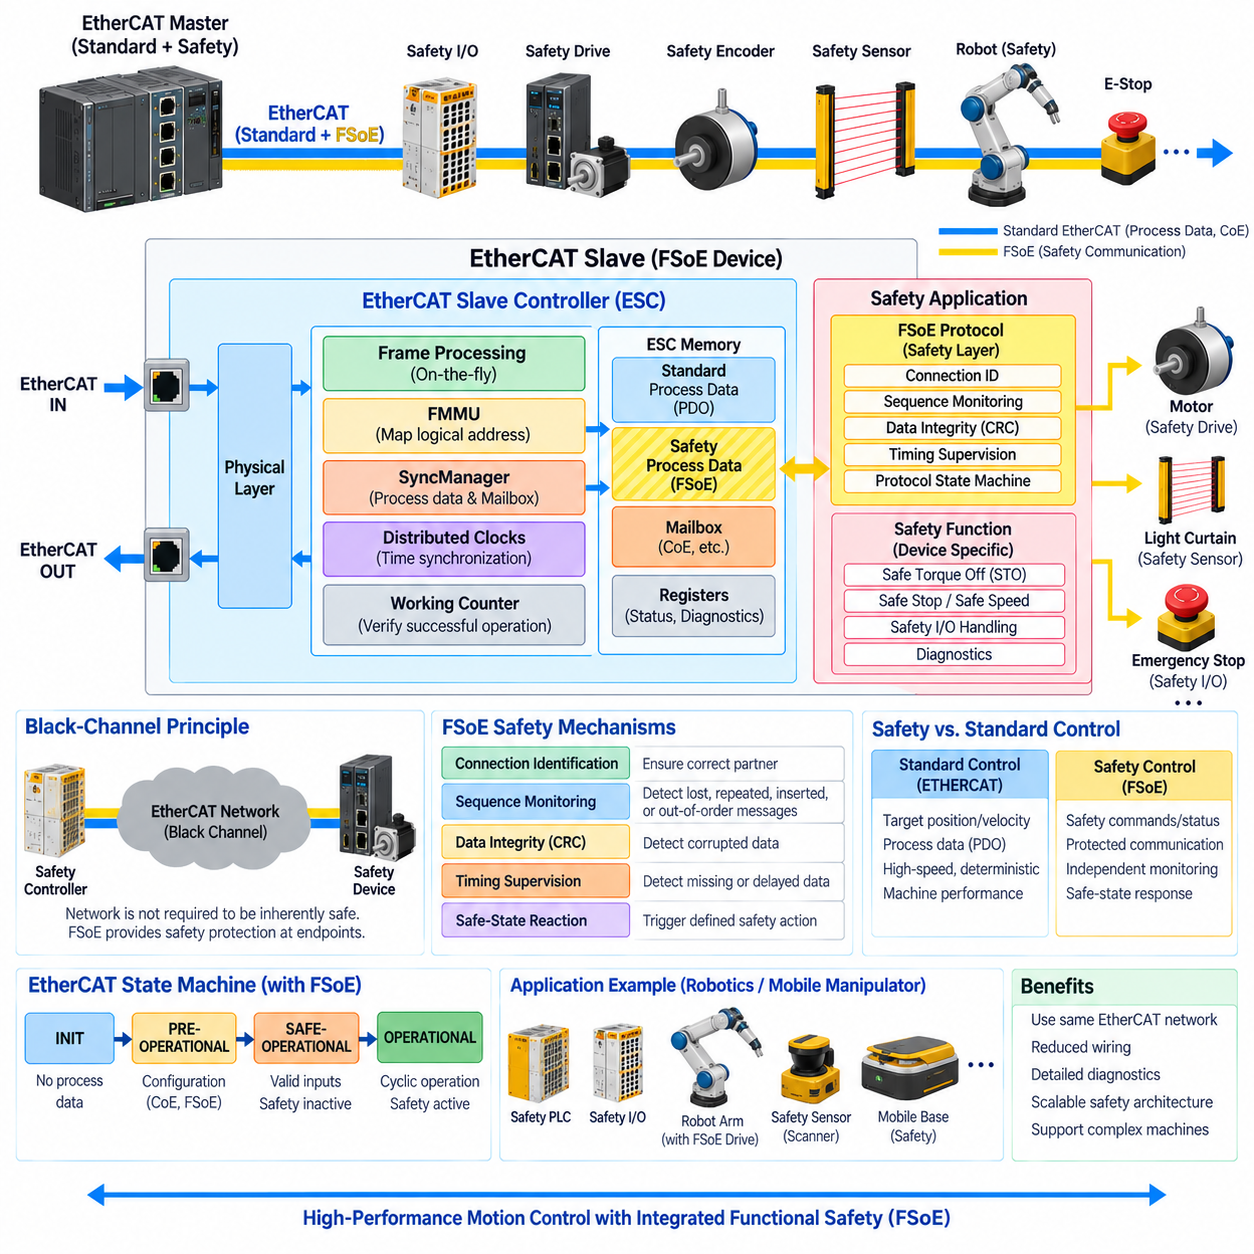 EtherCAT Master
(Standard + Safety)
EtherCAT
(Standard + FSoE)
Safety I/O
Safety Drive
Safety Encoder
Safety Sensor
Robot (Safety)
E-Stop
Standard EtherCAT (Process Data, CoE)
FSoE (Safety Communication)
EtherCAT Slave (FSoE Device)
EtherCAT Slave Controller (ESC)
EtherCAT
IN
EtherCAT
OUT
Physical
Layer
Frame Processing
(On-the-fly)
FMMU
(Map logical address)
SyncManager
(Process data & Mailbox)
Distributed Clocks
(Time synchronization)
Working Counter
(Verify successful operation)
ESC Memory
Standard
Process Data
(PDO)
Safety
Process Data
(FSoE)
Mailbox
(CoE, etc.)
Registers
(Status, Diagnostics)
Safety Application
FSoE Protocol
(Safety Layer)
Connection ID
Sequence Monitoring
Data Integrity (CRC)
Timing Supervision
Protocol State Machine
Safety Function
(Device Specific)
Safe Torque Off (STO)
Safe Stop / Safe Speed
Safety I/O Handling
Diagnostics
Motor
(Safety Drive)
Light Curtain
(Safety Sensor)
Emergency Stop
(Safety I/O)
Black-Channel Principle
EtherCAT Network
(Black Channel)
Safety
Controller
Safety
Device
Network is not required to be inherently safe.
FSoE provides safety protection at endpoints.
FSoE Safety Mechanisms
Connection Identification
Ensure correct partner
Sequence Monitoring
Detect lost, repeated, inserted,
or out-of-order messages
Data Integrity (CRC)
Detect corrupted data
Timing Supervision
Detect missing or delayed data
Safe-State Reaction
Trigger defined safety action
Safety vs. Standard Control
Standard Control
(ETHERCAT)
Target position/velocity
Process data (PDO)
High-speed, deterministic
Machine performance
Safety Control
(FSoE)
Safety commands/status
Protected communication
Independent monitoring
Safe-state response
EtherCAT State Machine (with FSoE)
INIT
No process
data
PRE-
OPERATIONAL
Configuration
(CoE, FSoE)
SAFE-
OPERATIONAL
Valid inputs
Safety inactive
OPERATIONAL
Cyclic operation
Safety active
Application Example (Robotics / Mobile Manipulator)
Safety PLC
Safety I/O
Robot Arm
(with FSoE Drive)
Safety Sensor
(Scanner)
Mobile Base
(Safety)
Benefits
Use same EtherCAT network
Reduced wiring
Detailed diagnostics
Scalable safety architecture
Support complex machines
High-Performance Motion Control with Integrated Functional Safety (FSoE)